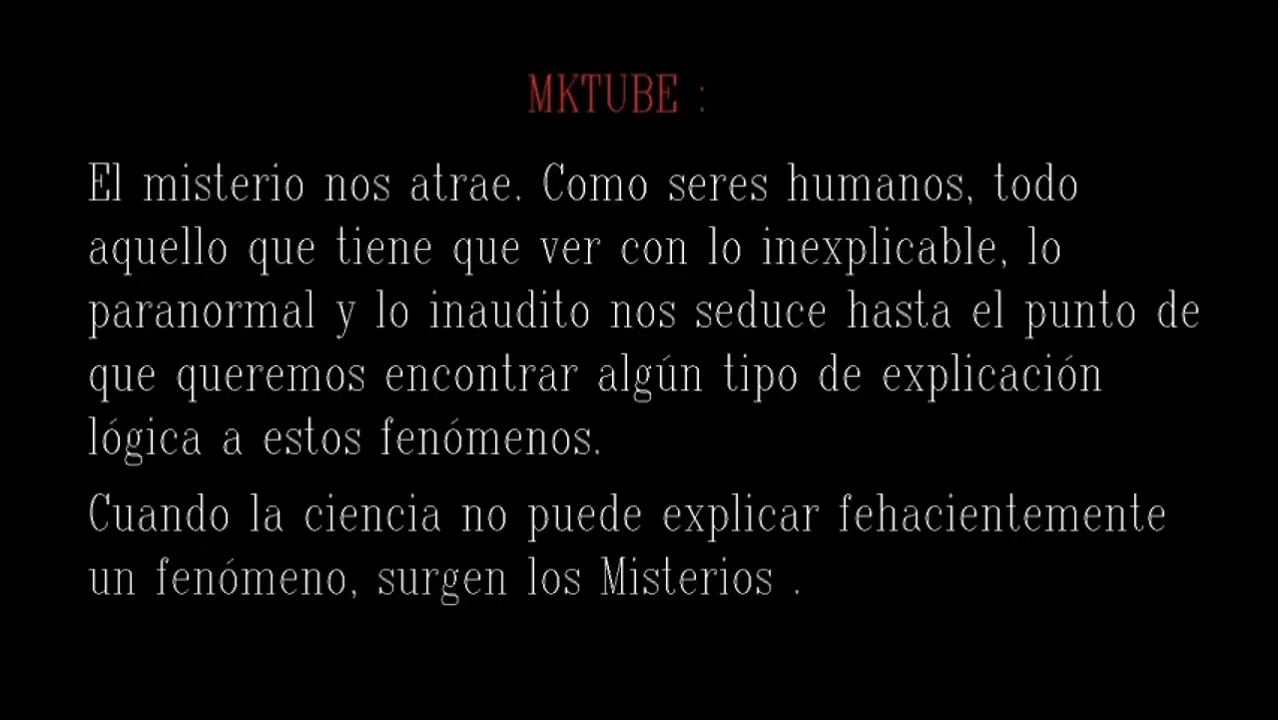 MKTUBE :
El misterio nos atrae. Como seres humanos, todo
aquello que tiene que ver con lo inexplicable, lo
paranormal y lo inaudito nos seduce hasta el punto de
que queremos encontrar algún tipo de explicación
lógica a estos fenómenos.
Cuando la ciencia no puede explicar fehacientemente
un fenómeno, surgen los Misterios .